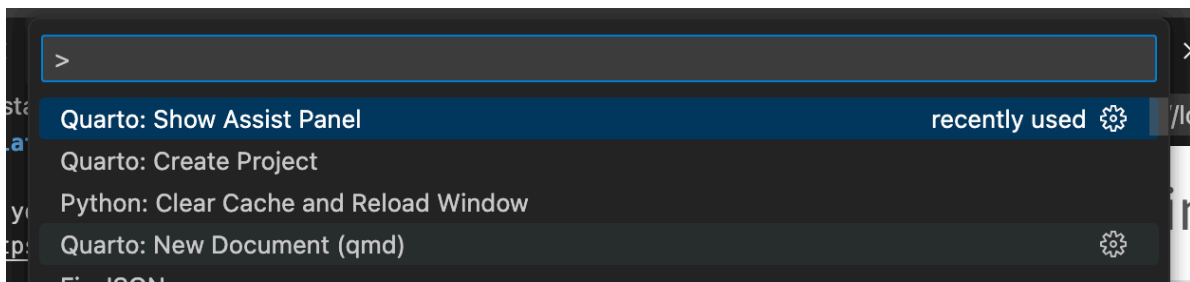 >
Quarto: Show Assist Panel recently used
Quarto: Create Project
Python: Clear Cache and Reload Window
Quarto: New Document (qmd)